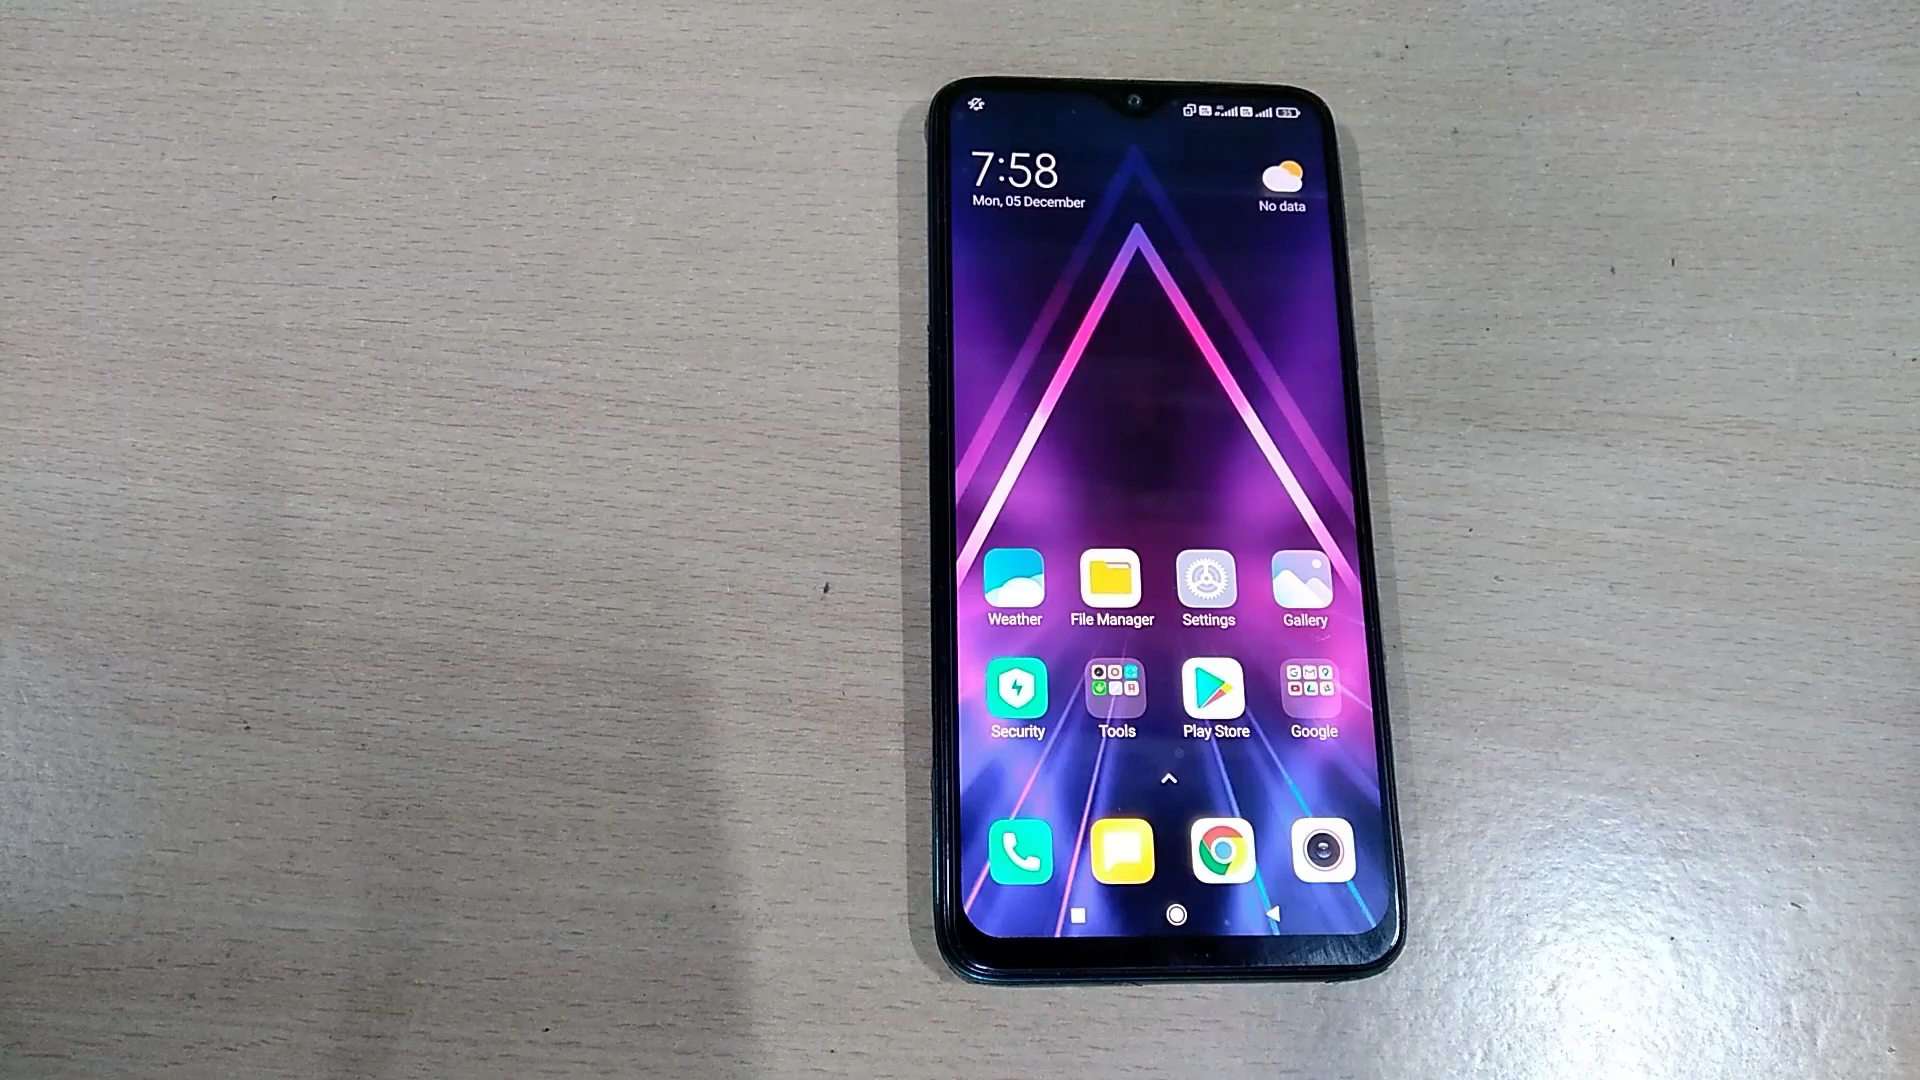 7:58
Mon, 05 December
No data
Weather
File Manager
Settings
Gallery
Security
Tools
Play Store
Google